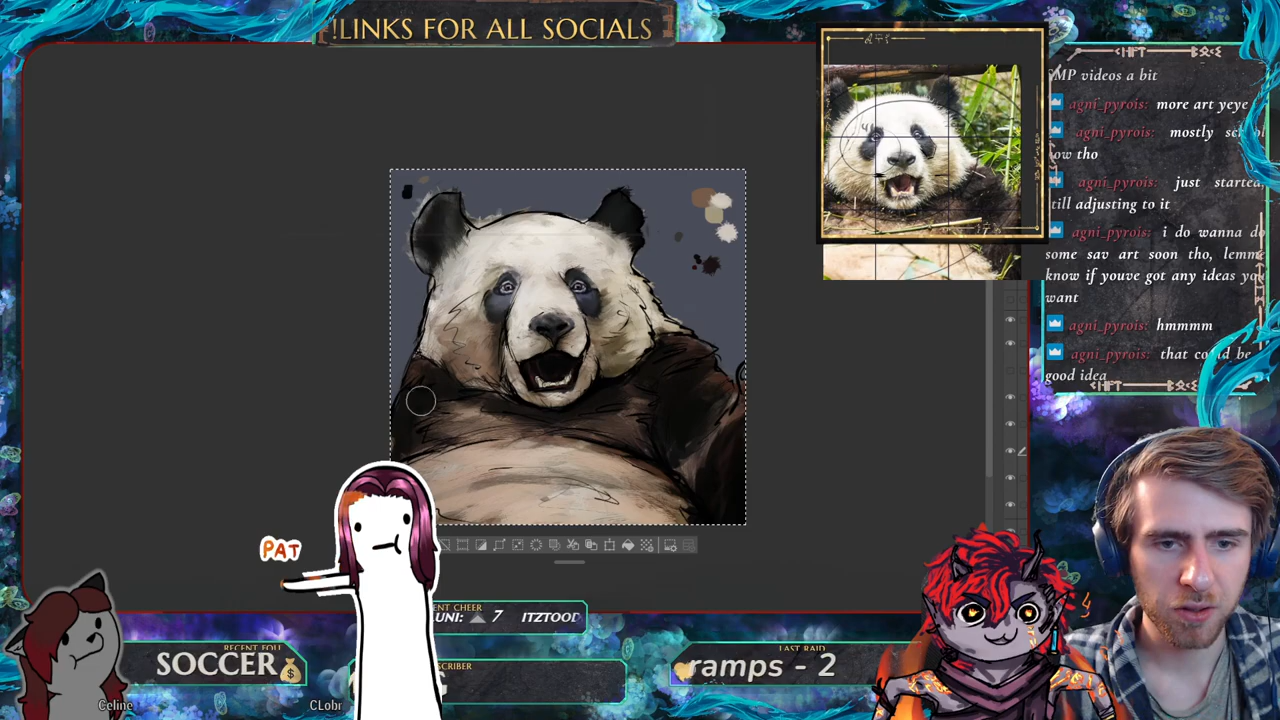 !LINKS FOR ALL SOCIALS
MP videos a bit
agni_pyrois: more art yeye
agni_pyrois: mostly
ow tho
agni_pyrois: just started,
till adjusting to it
agni_pyrois: i do wanna do
some sav art soon tho, lemme
know if youve got any ideas
want
agni_pyrois: hmmmm
agni_pyrois: that could be
good idea
PAT
ENT CHEER
UNI: 7 ITZTOOD
RECENT FOLL
SOCCER
SCRIBER
LAST RAID
ramps - 2
Celine
CLobr